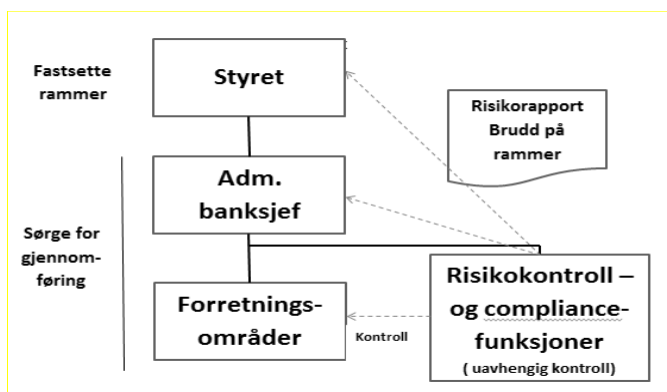 Fastsette
rammer
Styret
Risikorapport
Brudd på
rammer
Adm.
banksjef
Sørge for
gjennom-
føring
Forretnings-
områder
Kontroll
Risikokontroll –
og compliance-
funksjoner
( uavhengig kontroll)